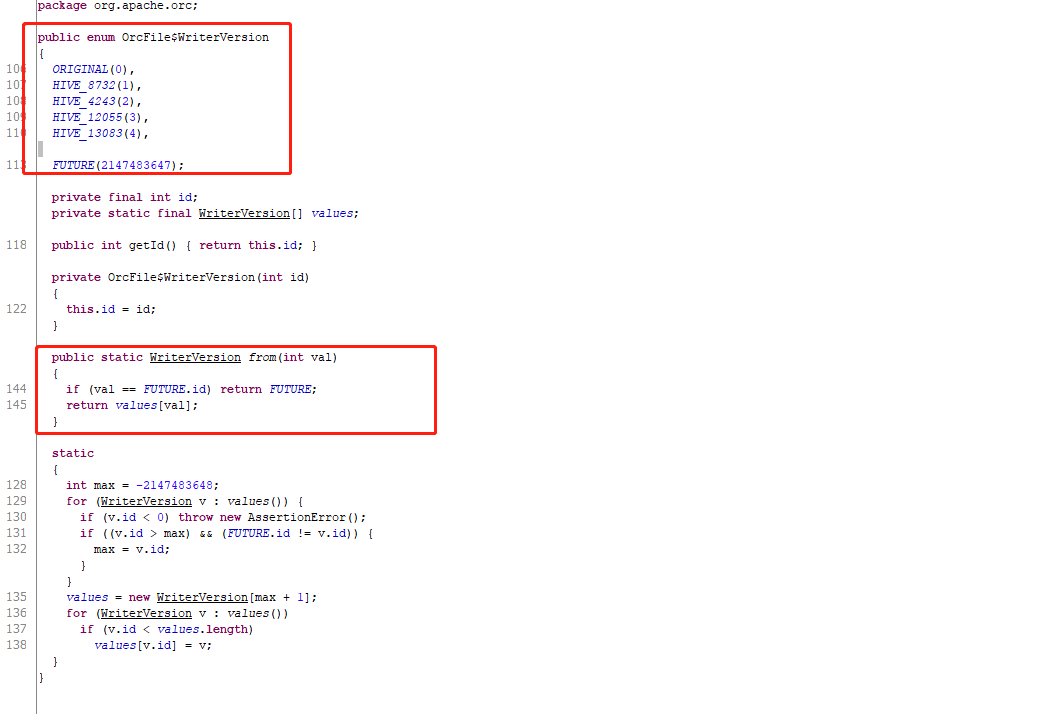 package org.apache.orc;
public enum OrcFile$WriterVersion
{
106 ORIGINAL(0),
107 HIVE_8732(1),
108 HIVE_4243(2),
109 HIVE_12055(3),
110 HIVE_13083(4),
113 FUTURE(2147483647);
private final int id;
private static final WriterVersion[] values;
118 public int getId() { return this.id; }
private OrcFile$WriterVersion(int id)
{
122 this.id = id;
}
public static WriterVersion from(int val)
{
144 if (val == FUTURE.id) return FUTURE;
145 return values[val];
}
static
{
128 int max = -2147483648;
129 for (WriterVersion v : values()) {
130 if (v.id < 0) throw new AssertionError();
131 if ((v.id > max) && (FUTURE.id != v.id)) {
132 max = v.id;
}
}
135 values = new WriterVersion[max + 1];
136 for (WriterVersion v : values())
137 if (v.id < values.length)
138 values[v.id] = v;
}
}